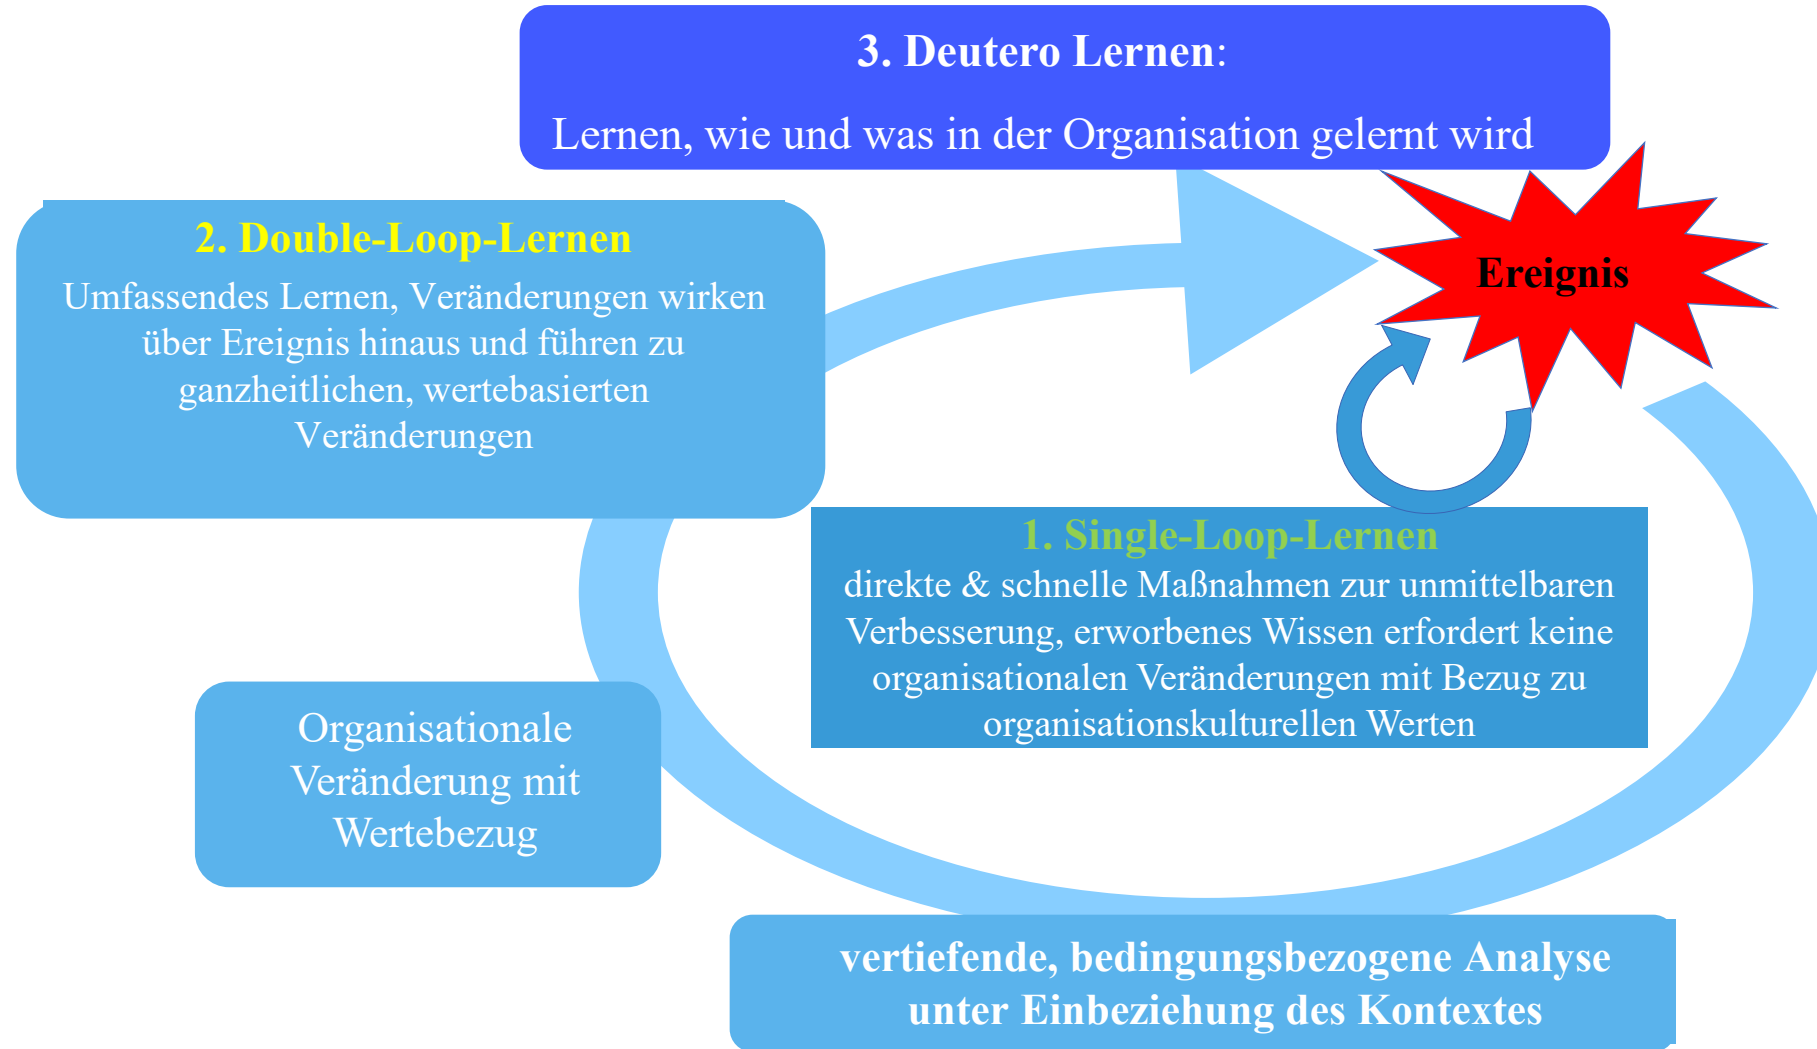 3. Deutero Lernen:
Lernen, wie und was in der Organisation gelernt wird
2. Double-Loop-Lernen
Umfassendes Lernen, Veränderungen wirken
über Ereignis hinaus und führen zu
ganzheitlichen, wertebasierten
Veränderungen
Ereignis
1. Single-Loop-Lernen
direkte & schnelle Maßnahmen zur unmittelbaren
Verbesserung, erworbenes Wissen erfordert keine
organisationalen Veränderungen mit Bezug zu
organisationskulturellen Werten
Organisationale
Veränderung mit
Wertebezug
vertiefende, bedingungsbezogene Analyse
unter Einbeziehung des Kontextes